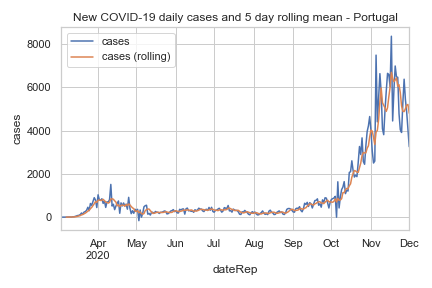 New COVID-19 daily cases and 5 day rolling mean - Portugal
cases
cases (rolling)
8000
6000
4000
2000
0
cases
Apr
2020
May
Jun
Jul
Aug
Sep
Oct
Nov
Dec
dateRep